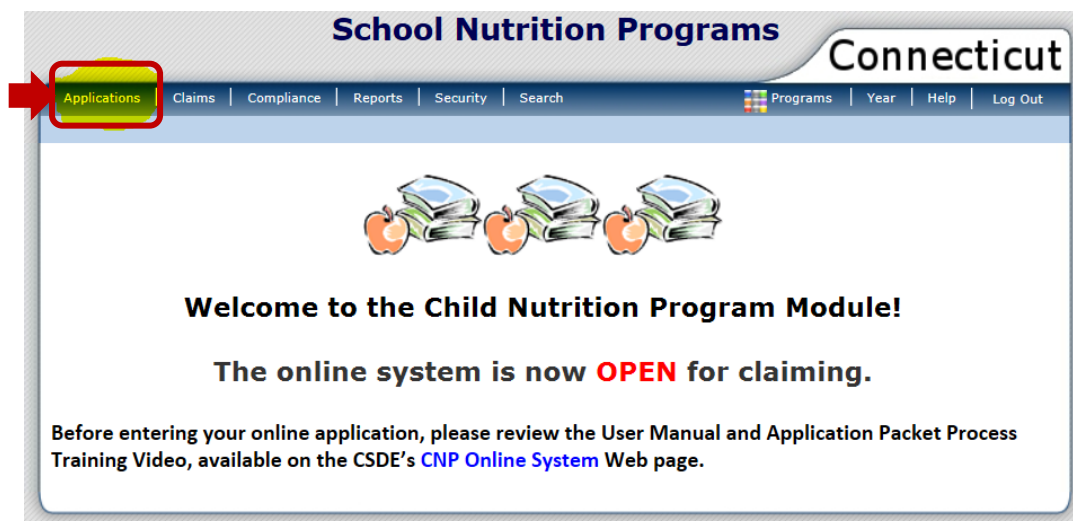 School Nutrition Programs
Connecticut
Applications | Claims | Compliance | Reports | Security | Search Programs | Year | Help | Log Out
Welcome to the Child Nutrition Program Module!
The online system is now OPEN for claiming.
Before entering your online application, please review the User Manual and Application Packet Process
Training Video, available on the CSDE's CNP Online System Web page.